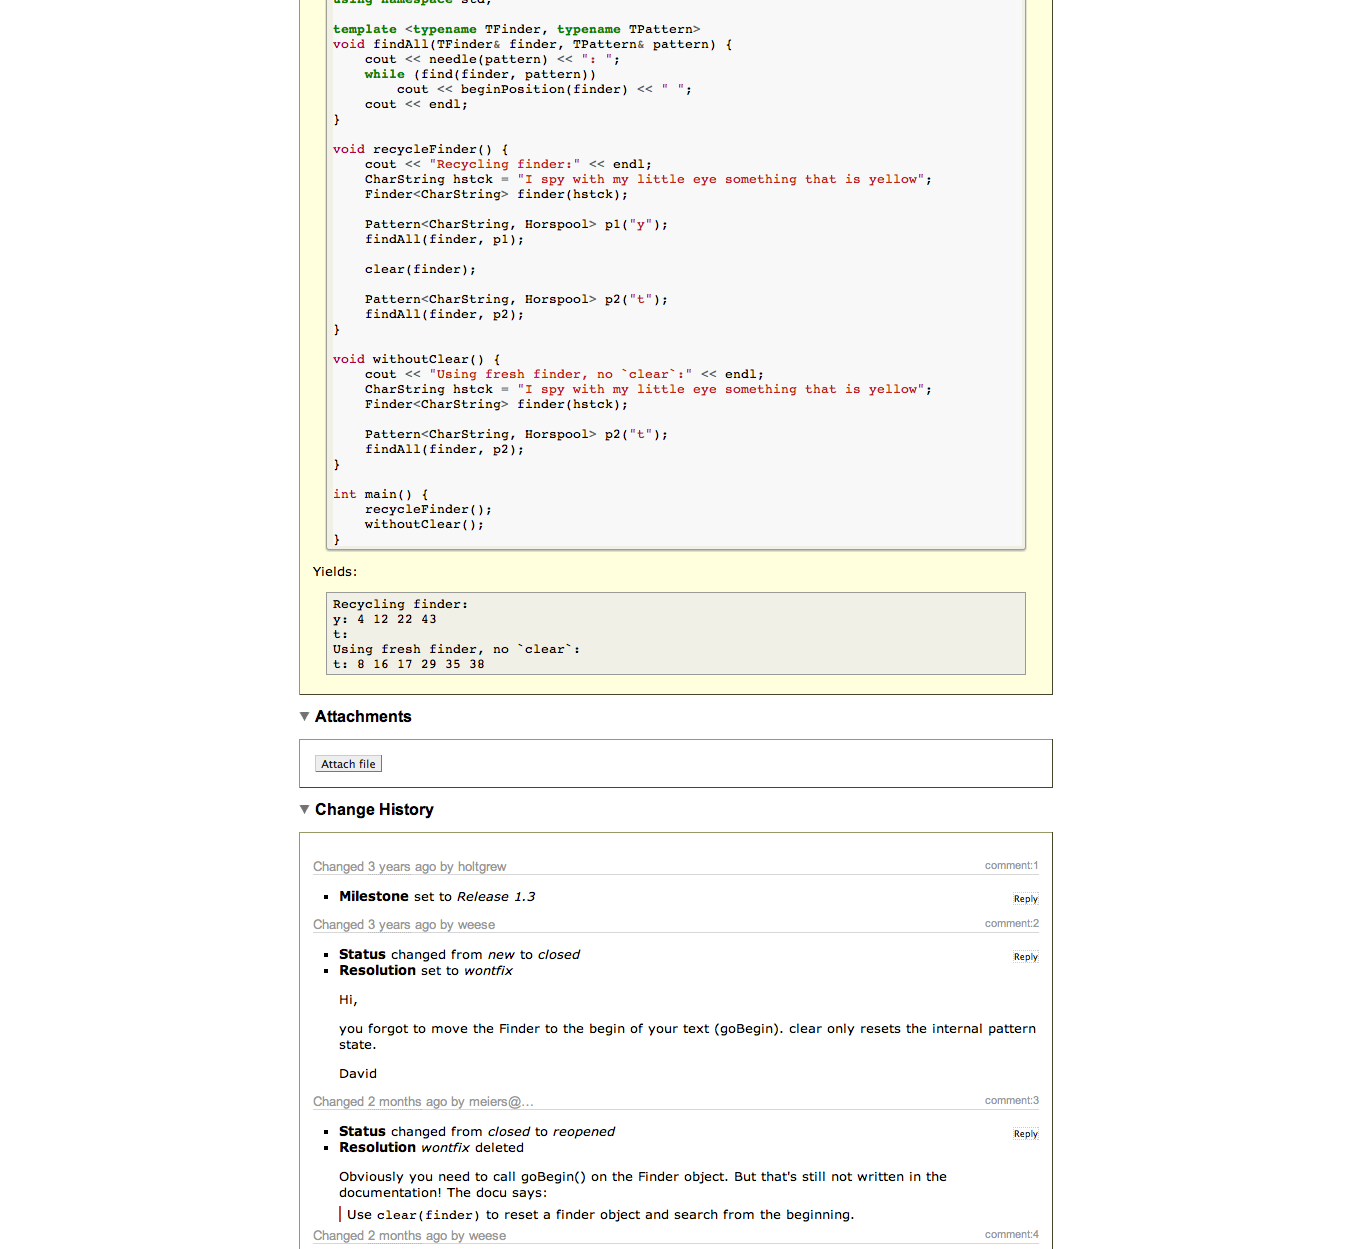 using namespace std;
template <typename TFinder, typename TPattern>
void findAll(TFinder& finder, TPattern& pattern) {
    cout << needle(pattern) << ": ";
    while (find(finder, pattern))
        cout << beginPosition(finder) << " ";
    cout << endl;
}
void recycleFinder() {
    cout << "Recycling finder:" << endl;
    CharString hstck = "I spy with my little eye something that is yellow";
    Finder<CharString> finder(hstck);
    Pattern<CharString, Horspool> p1("y");
    findAll(finder, p1);
    clear(finder);
    Pattern<CharString, Horspool> p2("t");
    findAll(finder, p2);
}
void withoutClear() {
    cout << "Using fresh finder, no `clear`:" << endl;
    CharString hstck = "I spy with my little eye something that is yellow";
    Finder<CharString> finder(hstck);
    Pattern<CharString, Horspool> p2("t");
    findAll(finder, p2);
}
int main() {
    recycleFinder();
    withoutClear();
}
Yields:
Recycling finder:
y: 4 12 22 43
t:
Using fresh finder, no `clear`:
t: 8 16 17 29 35 38
Attachments
Attach file
Change History
Changed 3 years ago by holtgrew comment:1
Milestone set to Release 1.3 Reply
Changed 3 years ago by weese comment:2
Status changed from new to closed Reply
Resolution set to wontfix
Hi,
you forgot to move the Finder to the begin of your text (goBegin). clear only resets the internal pattern
state.
David
Changed 2 months ago by meiers@… comment:3
Status changed from closed to reopened Reply
Resolution wontfix deleted
Obviously you need to call goBegin() on the Finder object. But that's still not written in the
documentation! The docu says:
Use clear(finder) to reset a finder object and search from the beginning.
Changed 2 months ago by weese comment:4